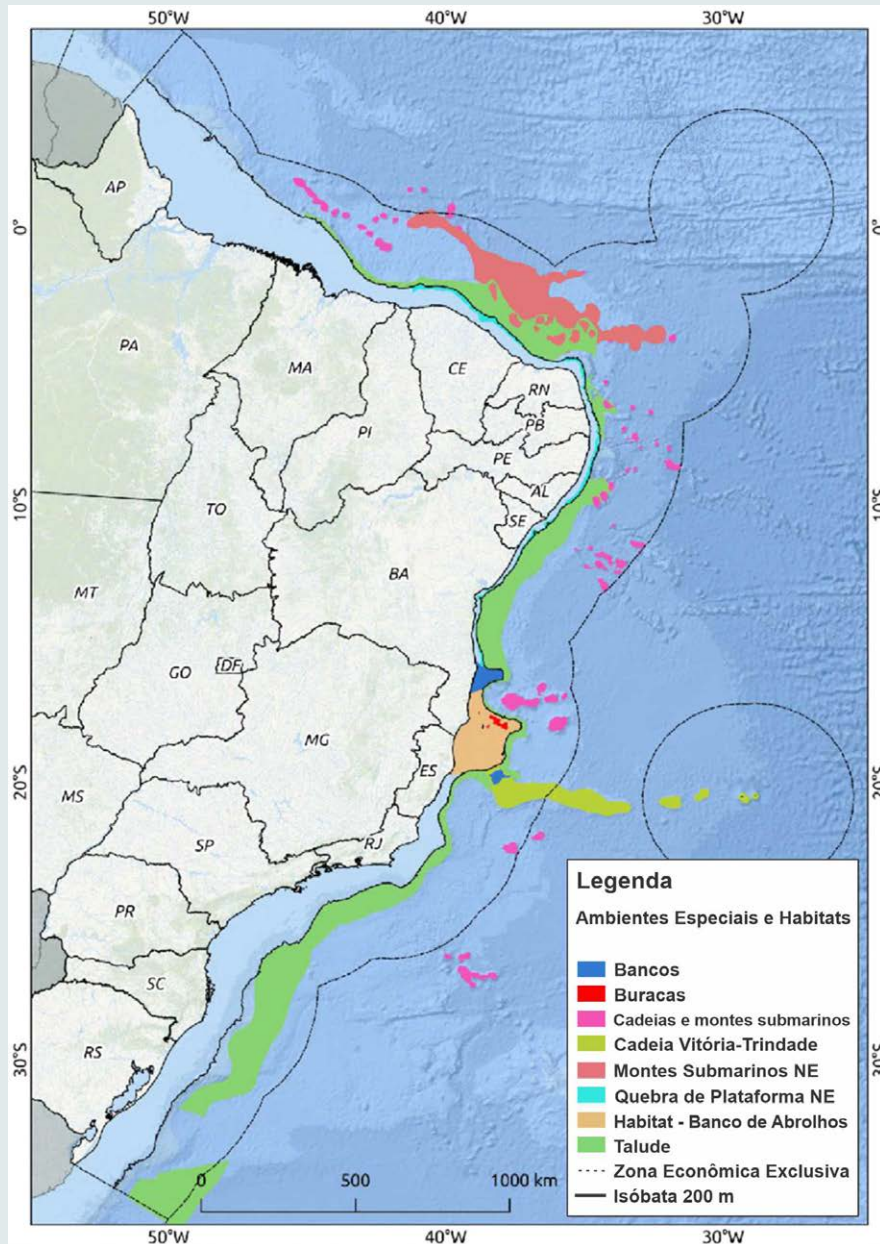 50°W 40°W 30°W
AP
0° 0°
PA MA CE RN
PI PB
PE
AL
10°S TO SE 10°S
BA
MT
GO DF
MG
ES
20°S 20°S
MS
SP RJ
PR
SC
RS
30°S 30°S
Legenda
Ambientes Especiais e Habitats
Bancos
Buracas
Cadeias e montes submarinos
Cadeia Vitória-Trindade
Montes Submarinos NE
Quebra de Plataforma NE
Habitat - Banco de Abrolhos
Talude
Zona Econômica Exclusiva
Isóbata 200 m
0 500 1000 km
50°W 40°W 30°W